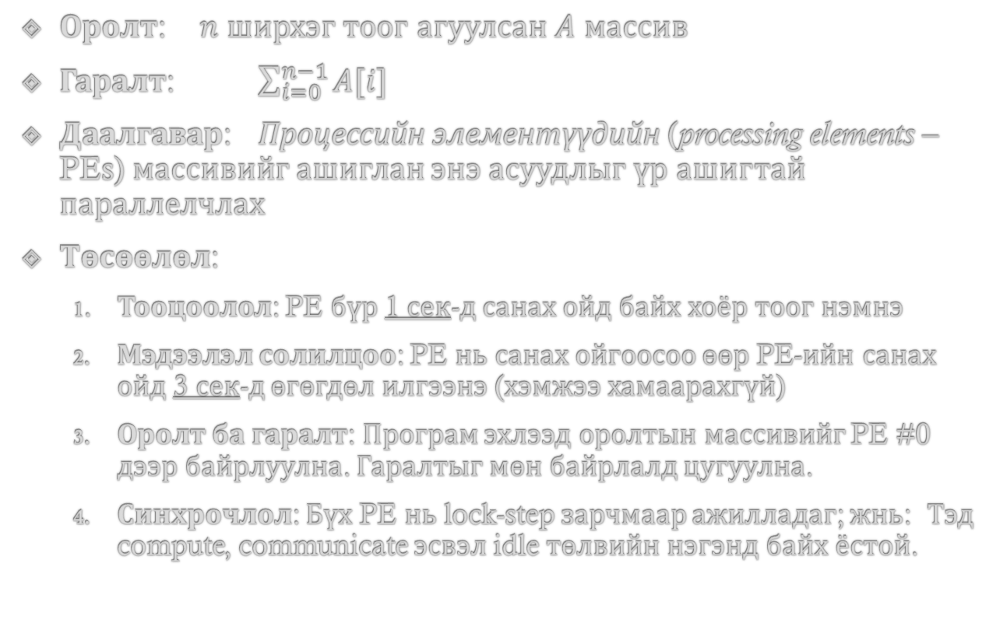 Оролт: n ширхэг тоог агуулсан A массив
Гаралт: ∑_{i=0}^{n−1} A[i]
Даалгавар: Процессийн элементүүдийн (processing elements –
PEs) массивийг ашиглан энэ асуудлыг үр ашигтай
параллелчлах
Төсөөлөл:
1. Тооцоолол: PE бүр 1 сек-д санах ойд байх хоёр тоог нэмнэ
2. Мэдээлэл солилцоо: PE нь санах ойгоосоо өөр PE-ийн санах
ойд 3 сек-д өгөгдөл илгээнэ (хэмжээ хамаарахгүй)
3. Оролт ба гаралт: Програм эхлээд оролтын массивийг PE #0
дээр байрлуулна. Гаралтыг мөн байрлалд цугуулна.
4. Синхрочлол: Бүх PE нь lock-step зарчмаар ажилладаг; жнь: Тэд
compute, communicate эсвэл idle төлвийн нэгэнд байх ёстой.